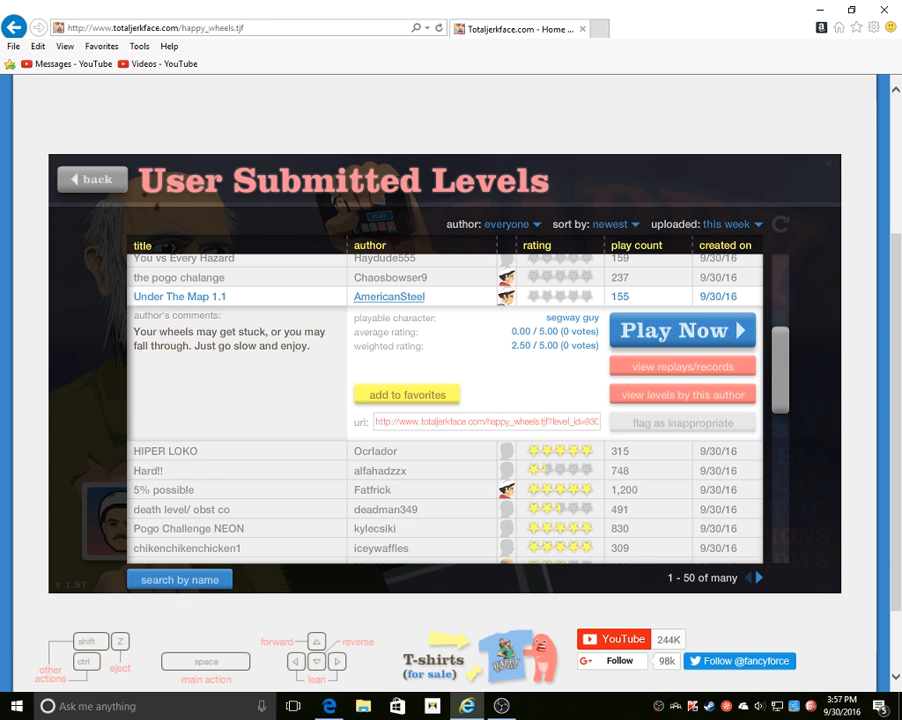 http://www.totaljerkface.com/happy_wheels.tjf
Totaljerkface.com - Home ...
File Edit View Favorites Tools Help
Messages - YouTube Videos - YouTube
back
User Submitted Levels
author: everyone sort by: newest uploaded: this week
title author rating play count created on
You vs Every Hazard Haydude555 159 9/30/16
the pogo chalange Chaosbowser9 237 9/30/16
Under The Map 1.1 AmericanSteel 155 9/30/16
author's comments:
Your wheels may get stuck, or you may
fall through. Just go slow and enjoy.
playable character: segway guy
average rating: 0.00 / 5.00 (0 votes)
weighted rating: 2.50 / 5.00 (0 votes)
Play Now
view replays/records
add to favorites
view levels by this author
url: http://www.totaljerkface.com/happy_wheels.tjf?level_id=930
flag as inappropriate
HIPER LOKO Ocrlador 315 9/30/16
Hard!! alfahadzzx 748 9/30/16
5% possible Fatfrick 1,200 9/30/16
death level/ obst co deadman349 491 9/30/16
Pogo Challenge NEON kylecsiki 830 9/30/16
chikenchikenchicken1 iceywaffles 309 9/30/16
v 1.87
search by name
1 - 50 of many
shift Z
ctrl
other
actions
eject
space
main action
forward reverse
lean
T-shirts
(for sale)
HAPPY WHEELS
YouTube 244K
G+ Follow 98k
Follow @fancyforce
Ask me anything
3:57 PM
9/30/2016
5